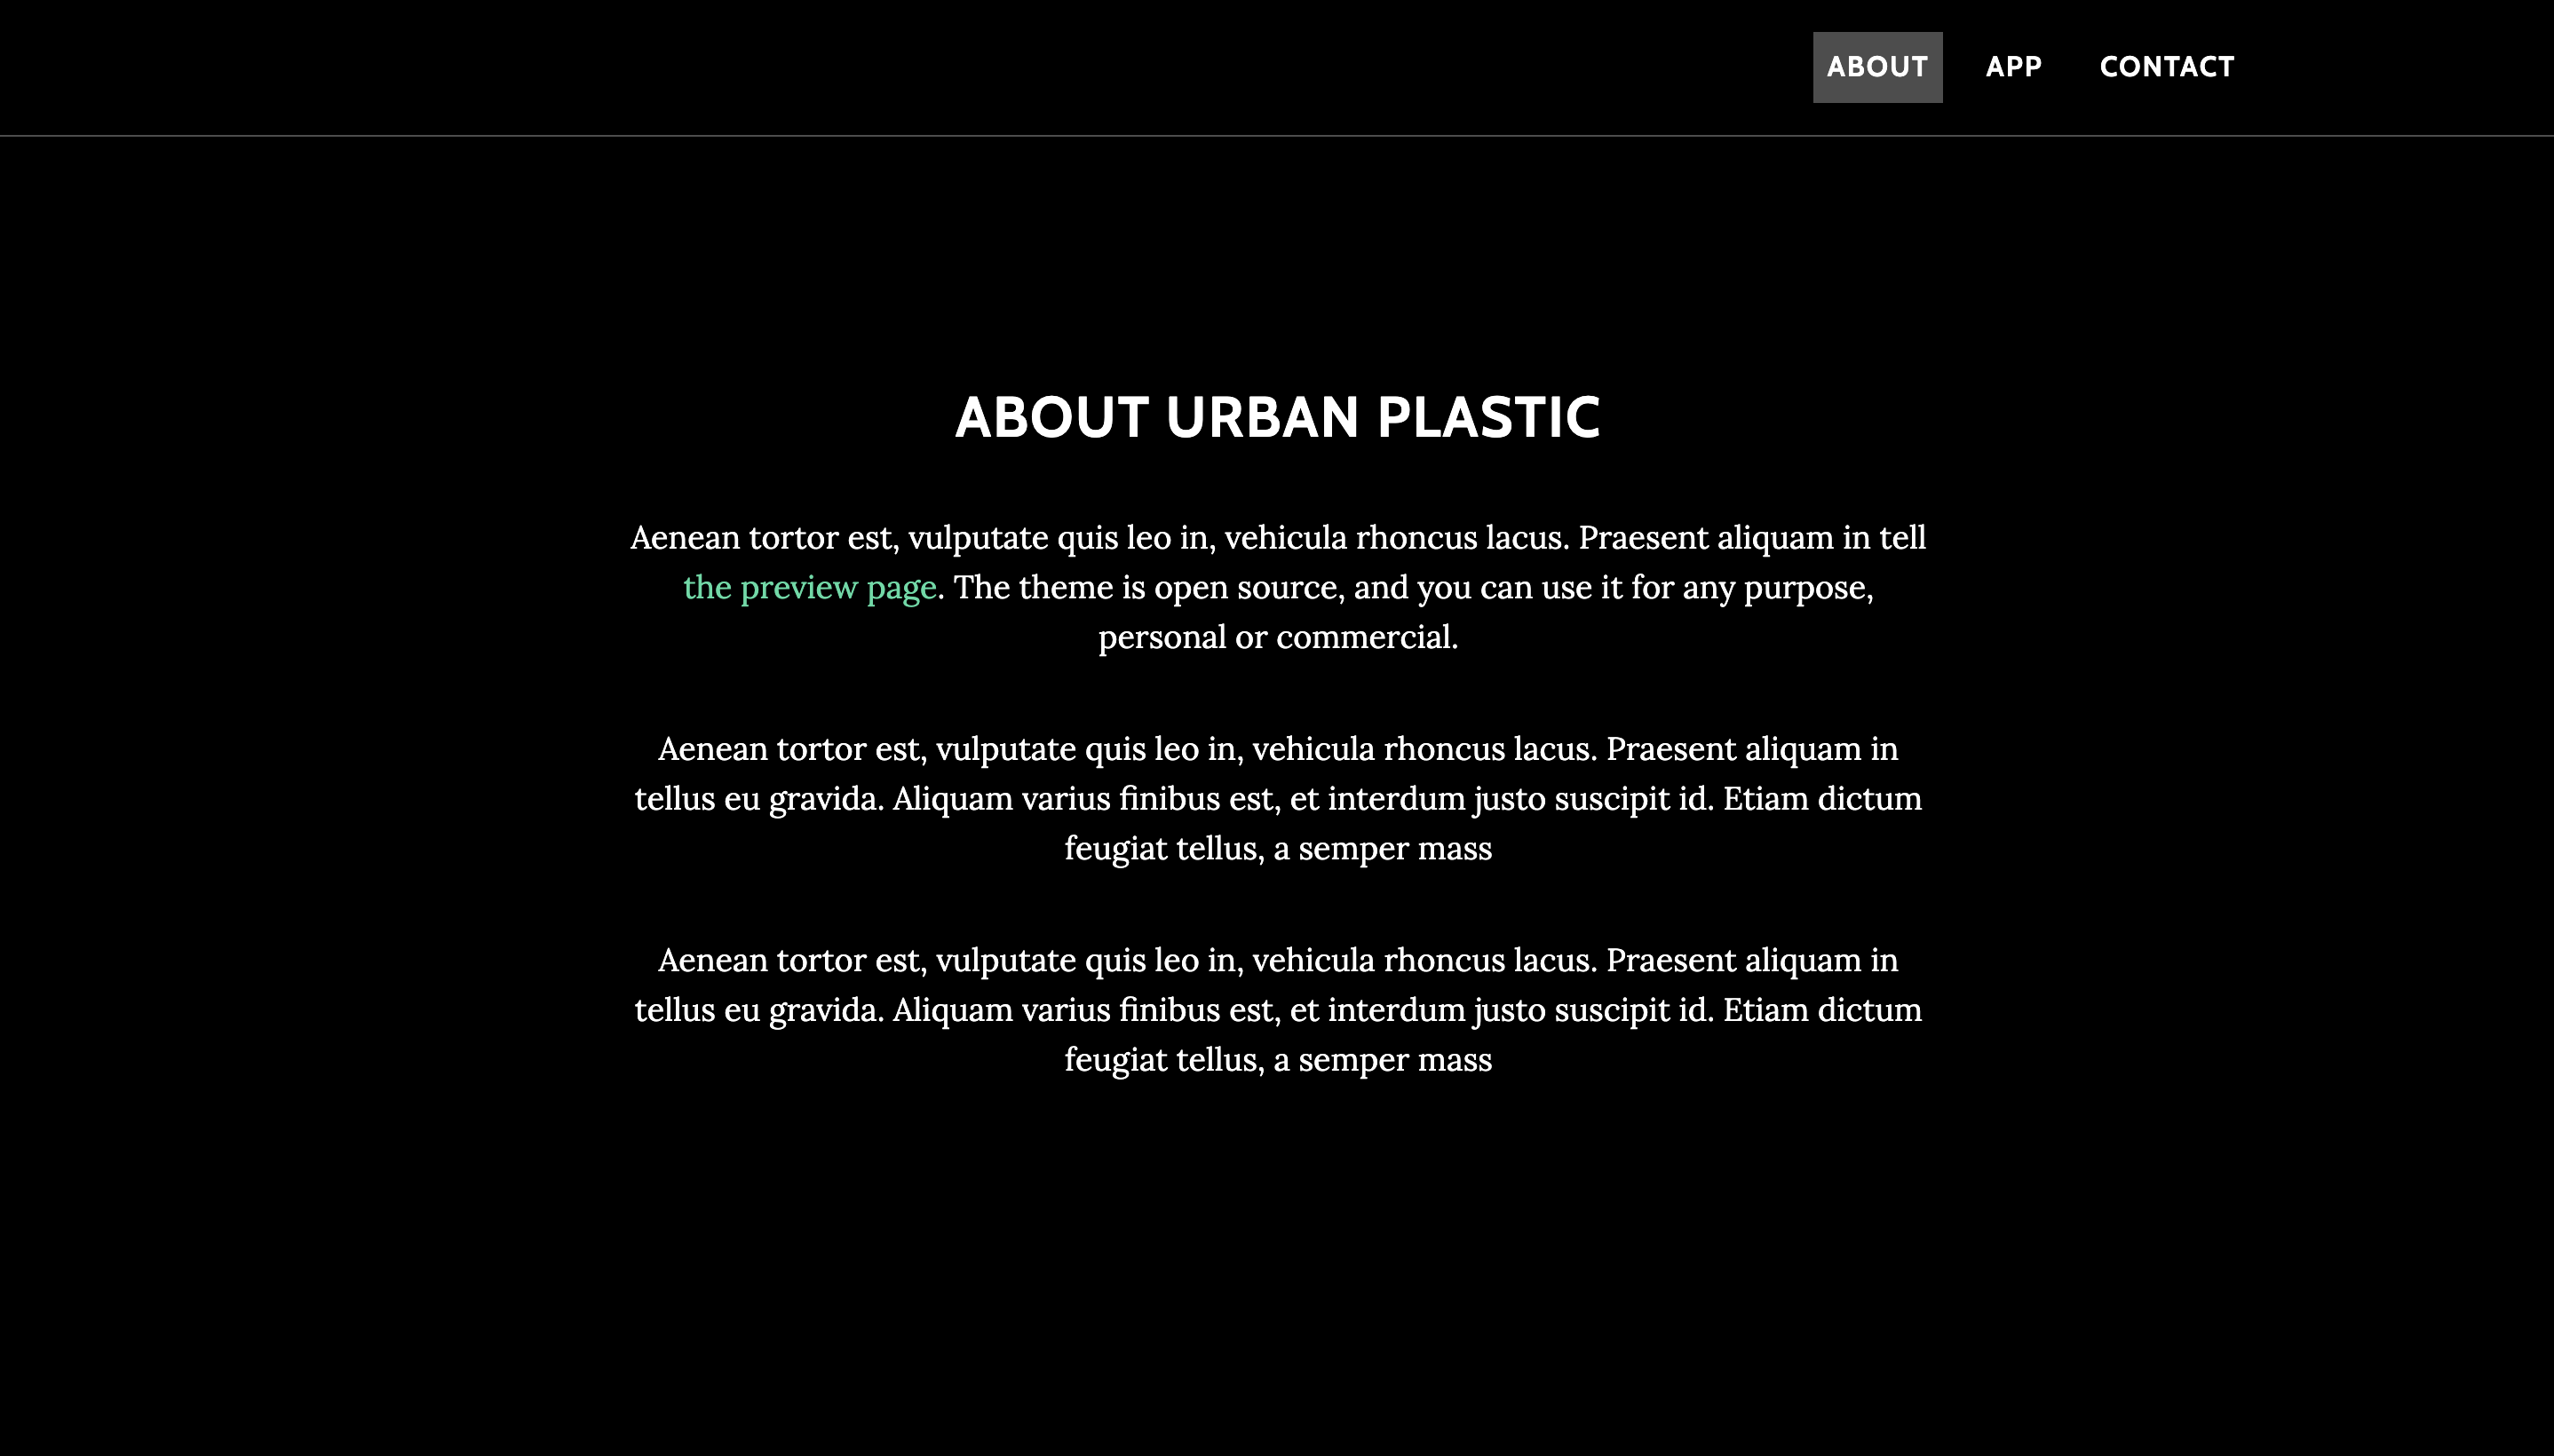 ABOUT APP CONTACT
ABOUT URBAN PLASTIC
Aenean tortor est, vulputate quis leo in, vehicula rhoncus lacus. Praesent aliquam in tell
the preview page. The theme is open source, and you can use it for any purpose,
personal or commercial.
Aenean tortor est, vulputate quis leo in, vehicula rhoncus lacus. Praesent aliquam in
tellus eu gravida. Aliquam varius finibus est, et interdum justo suscipit id. Etiam dictum
feugiat tellus, a semper mass
Aenean tortor est, vulputate quis leo in, vehicula rhoncus lacus. Praesent aliquam in
tellus eu gravida. Aliquam varius finibus est, et interdum justo suscipit id. Etiam dictum
feugiat tellus, a semper mass